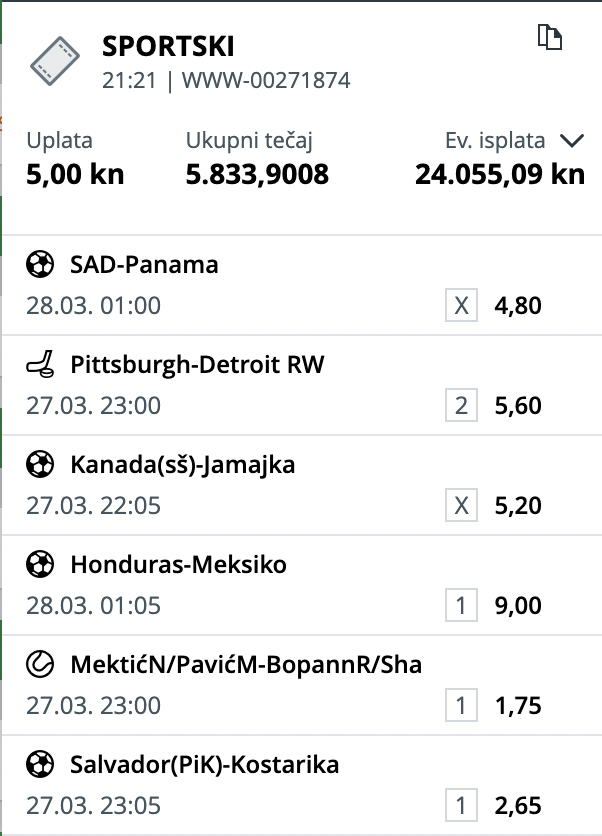 SPORTSKI
21:21 | WWW-00271874
Uplata Ukupni tečaj Ev. isplata
5,00 kn 5.833,9008 24.055,09 kn
SAD-Panama
28.03. 01:00 X 4,80
Pittsburgh-Detroit RW
27.03. 23:00 2 5,60
Kanada(sš)-Jamajka
27.03. 22:05 X 5,20
Honduras-Meksiko
28.03. 01:05 1 9,00
MektićN/PavićM-BopannR/Sha
27.03. 23:00 1 1,75
Salvador(PiK)-Kostarika
27.03. 23:05 1 2,65